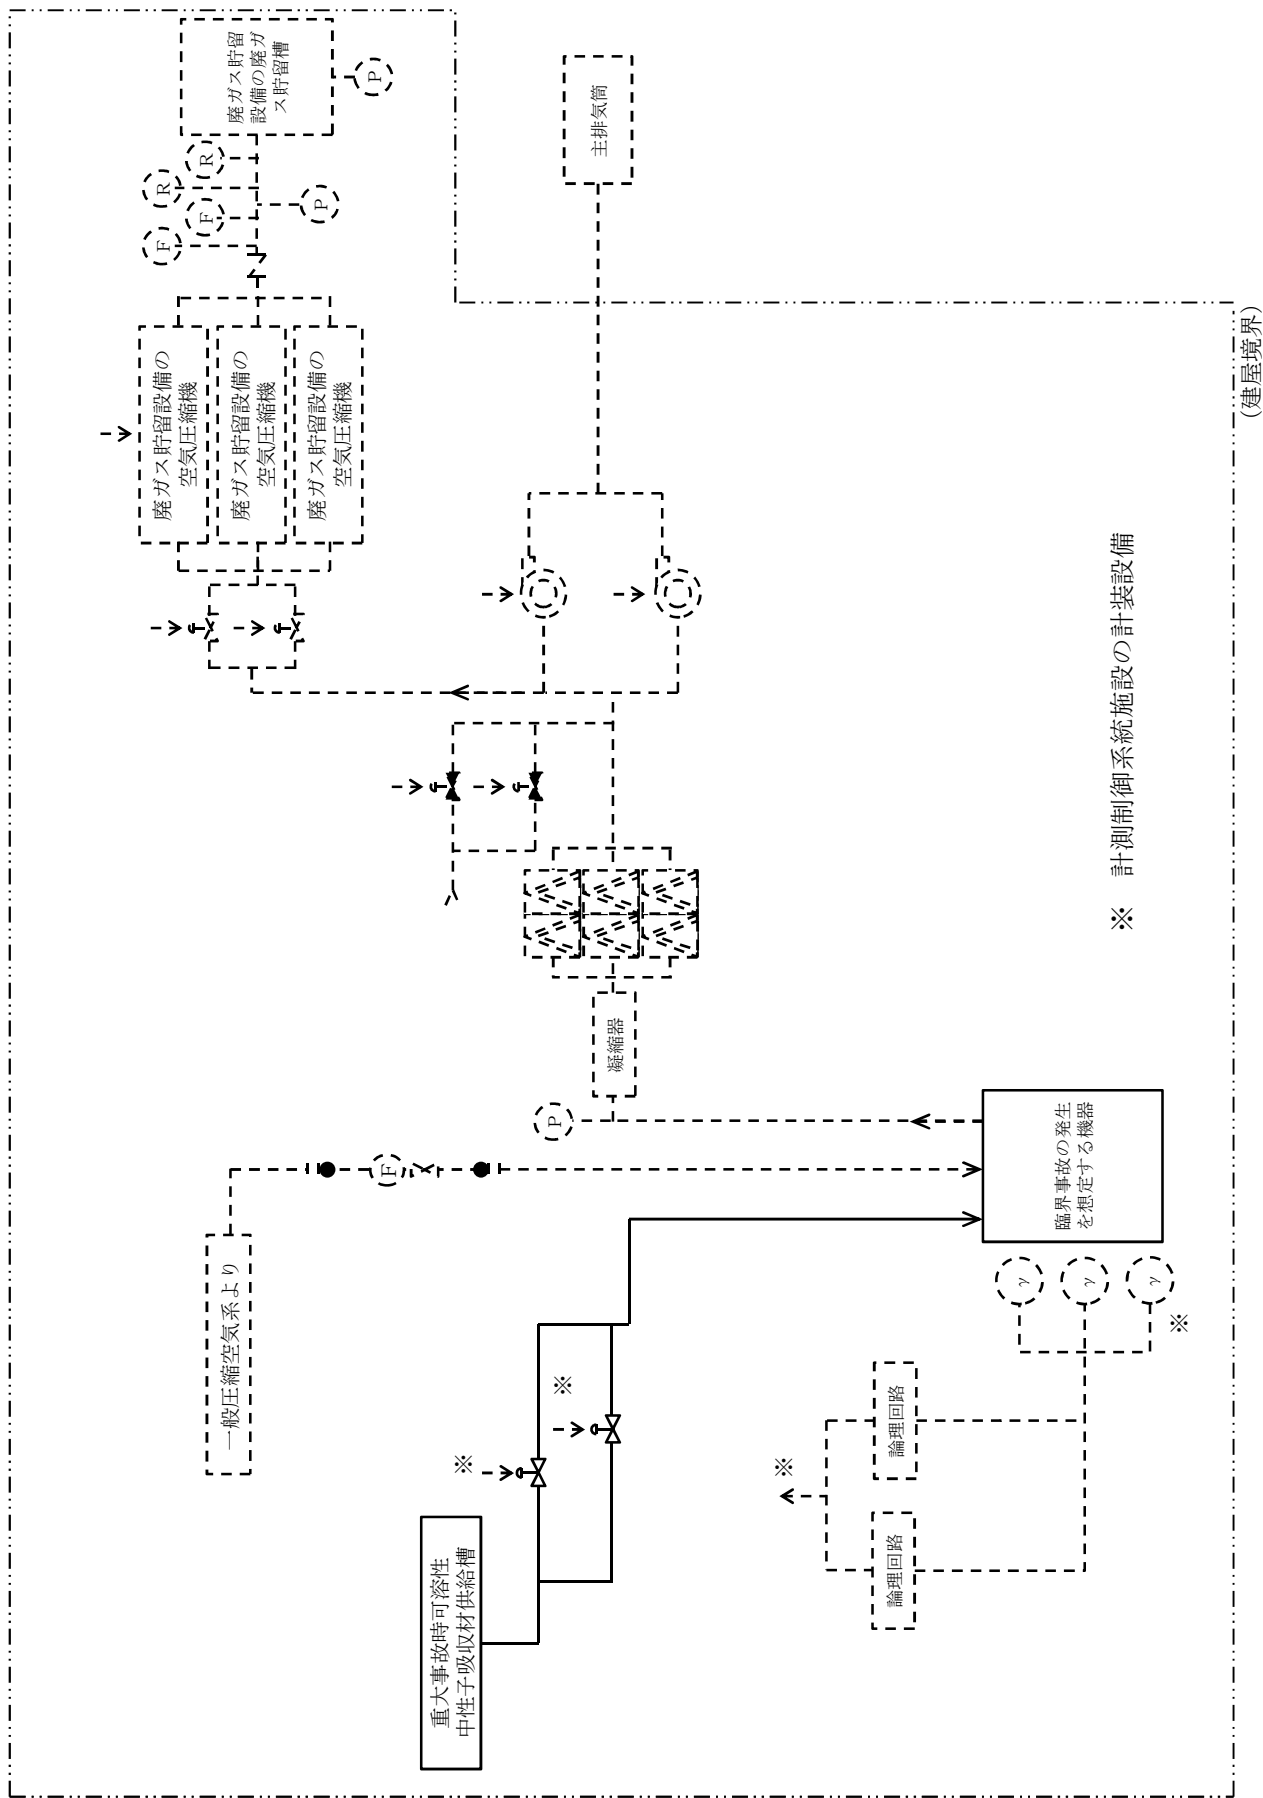 重大事故時可溶性
中性子吸収材供給槽
※
※
一般圧縮空気系より
論理回路
論理回路
※
γ
γ
γ
※
臨界事故の発生
を想定する機器
F
P
凝縮器
※ 計測制御系統施設の計装設備
廃ガス貯留設備の
空気圧縮機
廃ガス貯留設備の
空気圧縮機
廃ガス貯留設備の
空気圧縮機
F
F
R
R
P
廃ガス貯留
設備の廃ガ
ス貯留槽
P
主排気筒
(建屋境界)